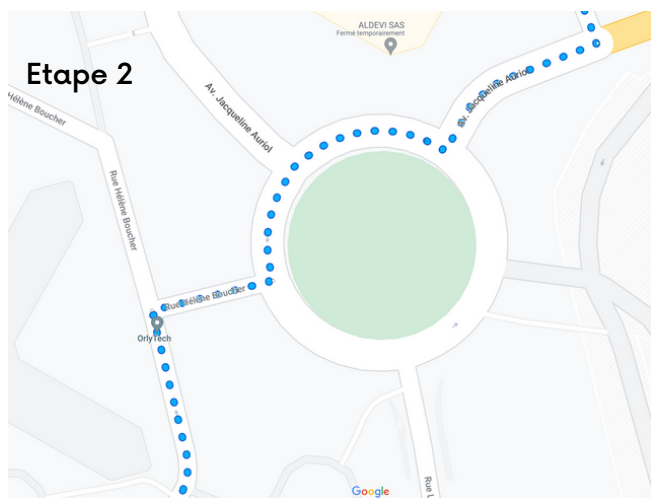 ALDEVI SAS
Fermé temporairement
Etape 2
Av. Jacqueline Auriol
Av. Jacqueline Auriol
Hélène Boucher
Rue Hélène Boucher
Rue Hélène Boucher
OrlyTech
Rue L
Google